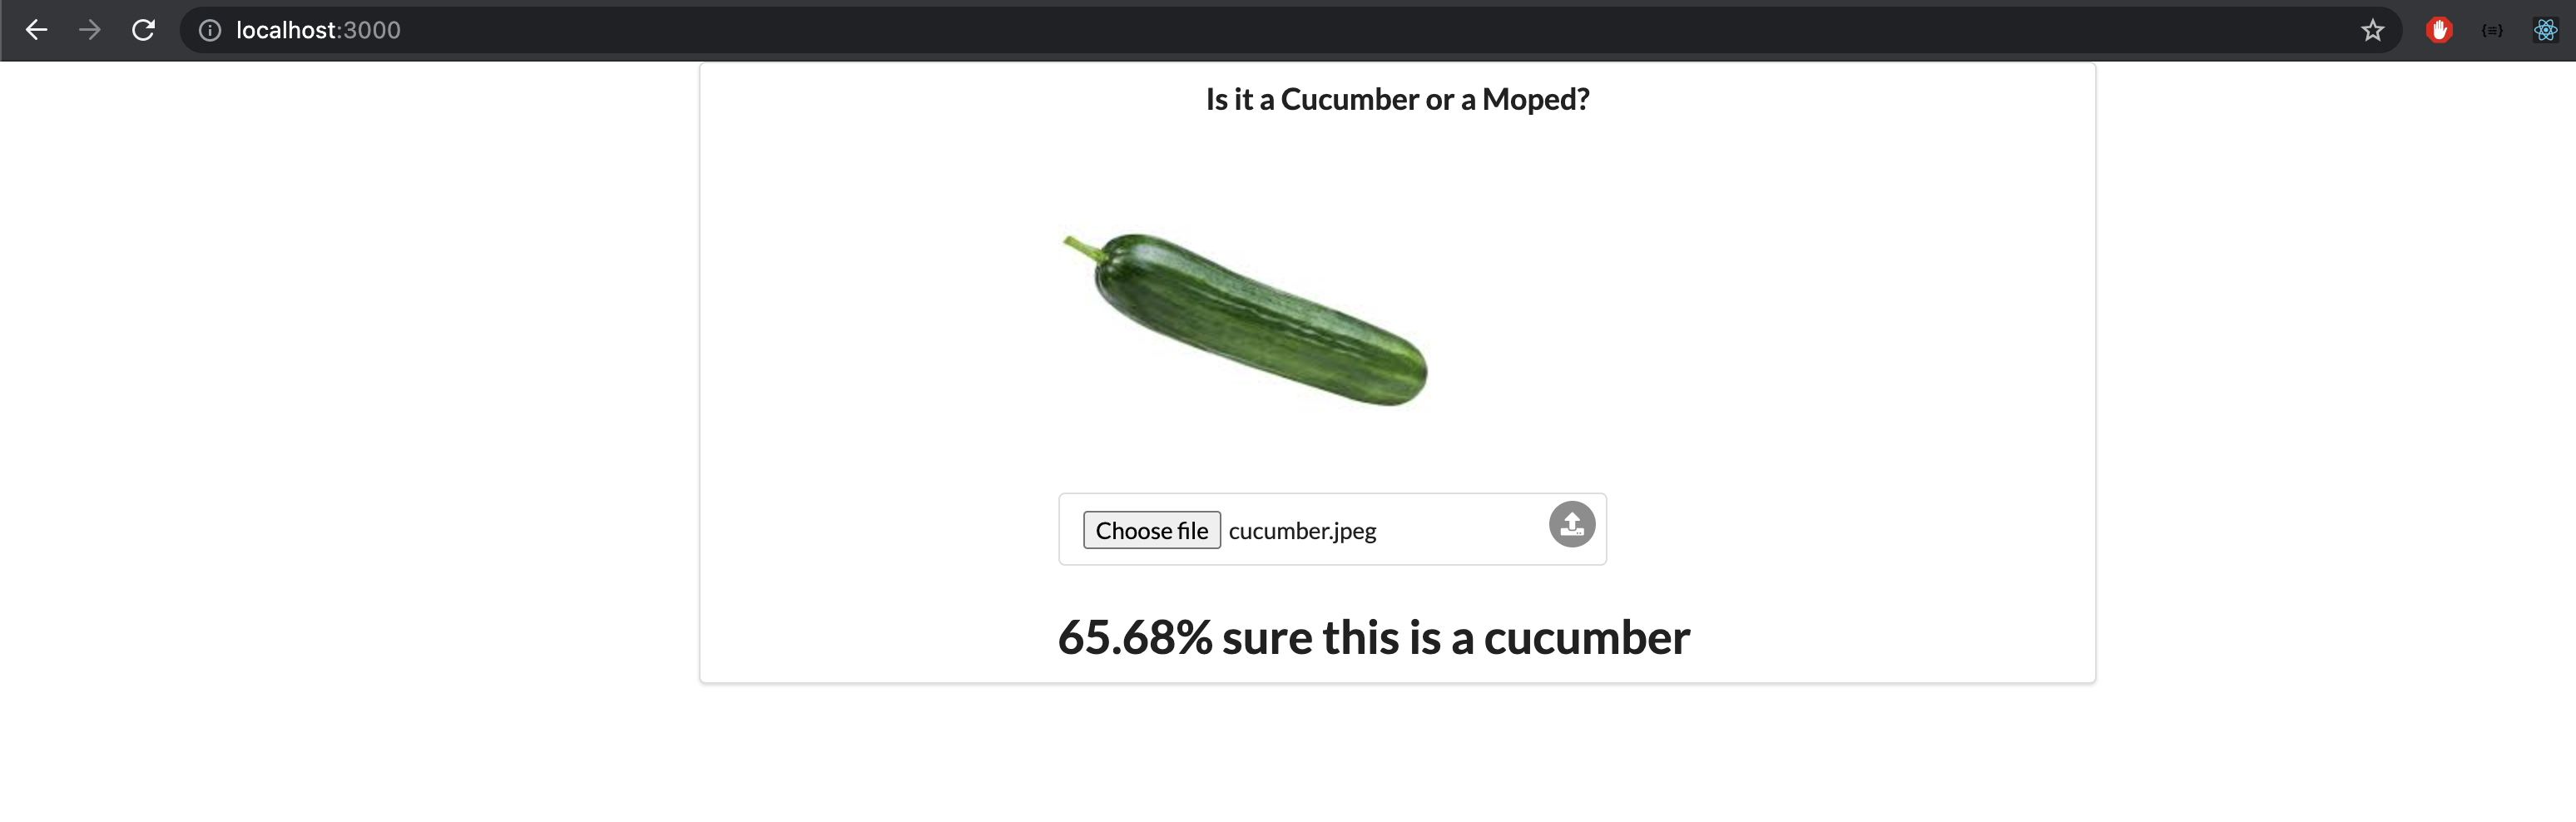 localhost:3000
Is it a Cucumber or a Moped?
Choose file cucumber.jpeg
65.68% sure this is a cucumber